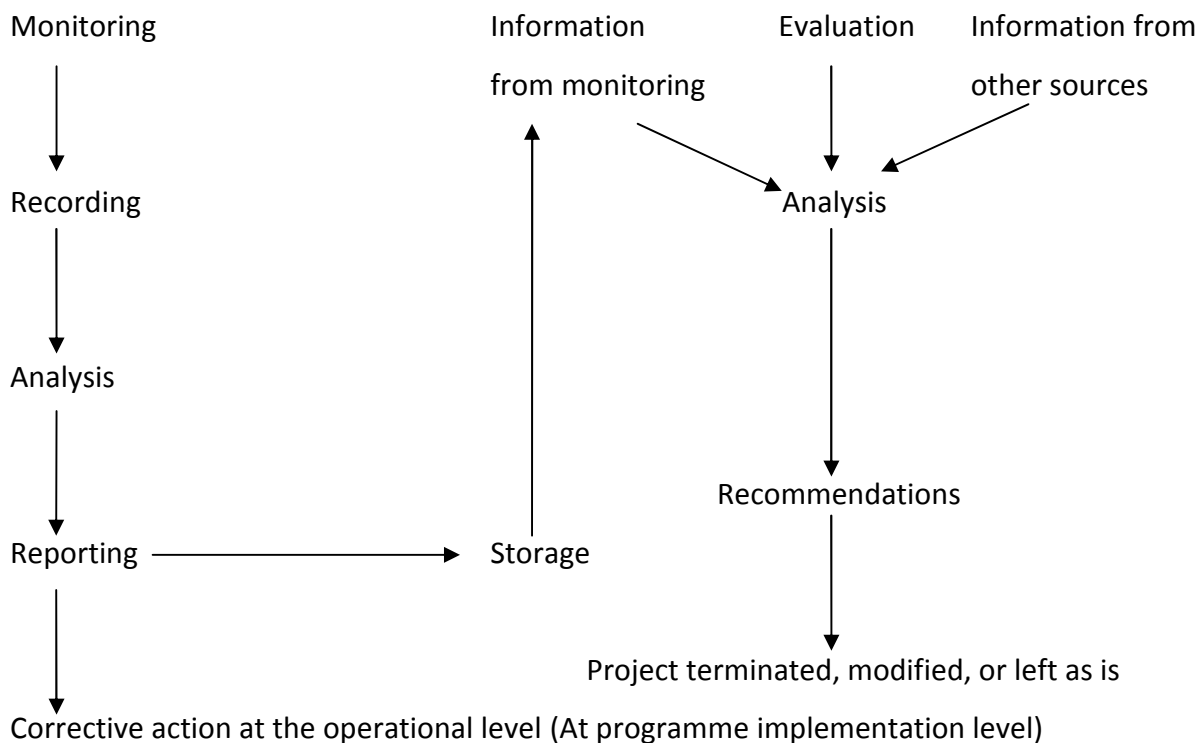 Monitoring
Information
from monitoring
Evaluation
Information from
other sources
Recording
Analysis
Analysis
Recommendations
Reporting
Storage
Project terminated, modified, or left as is
Corrective action at the operational level (At programme implementation level)